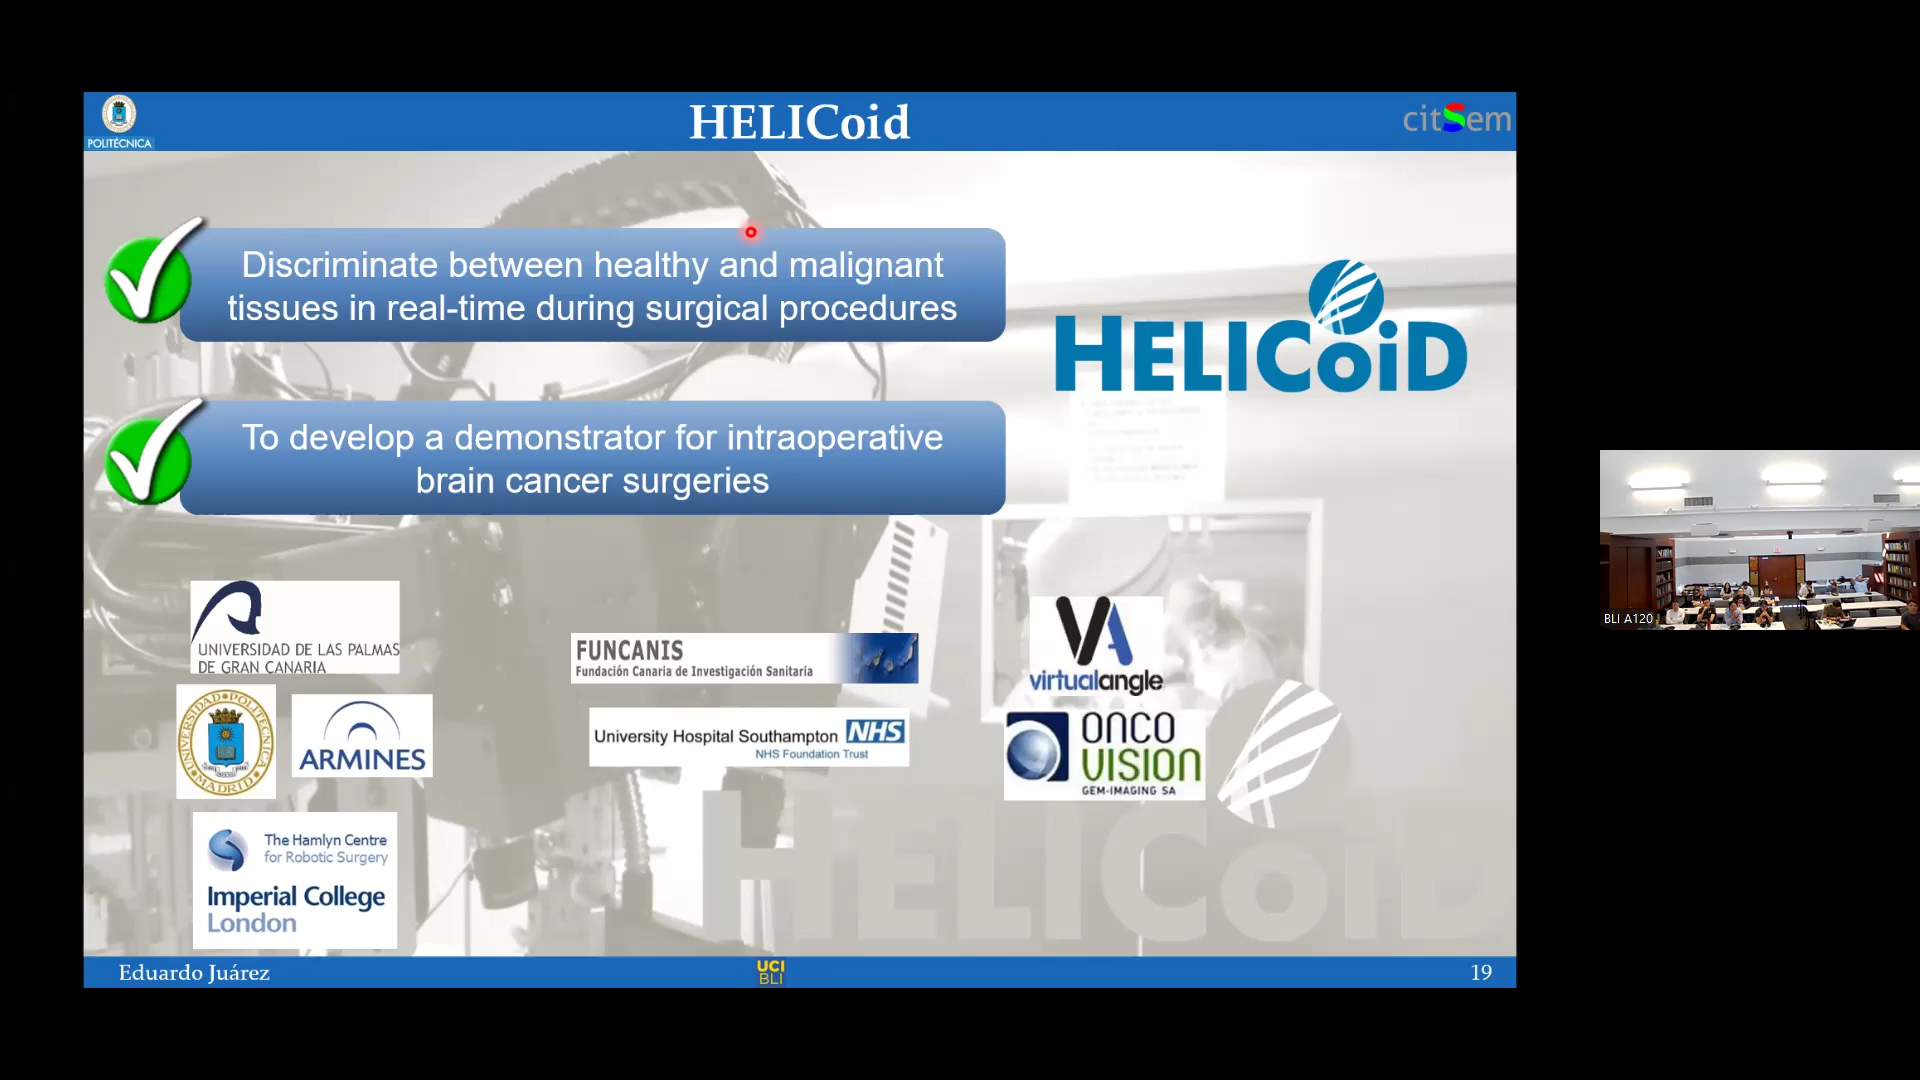 POLITÉCNICA
HELICoid
citSem
Discriminate between healthy and malignant
tissues in real-time during surgical procedures
HELICoiD
To develop a demonstrator for intraoperative
brain cancer surgeries
UNIVERSIDAD DE LAS PALMAS
DE GRAN CANARIA
FUNCANIS
Fundación Canaria de Investigación Sanitaria
virtualangle
UNIVERSIDAD POLITECNICA MADRID
ARMINES
University Hospital Southampton NHS
NHS Foundation Trust
ONCO
VISION
GEM-IMAGING SA
The Hamlyn Centre
for Robotic Surgery
Imperial College
London
HELICoiD
Eduardo Juárez
UCI
BLI
19
BLI A120